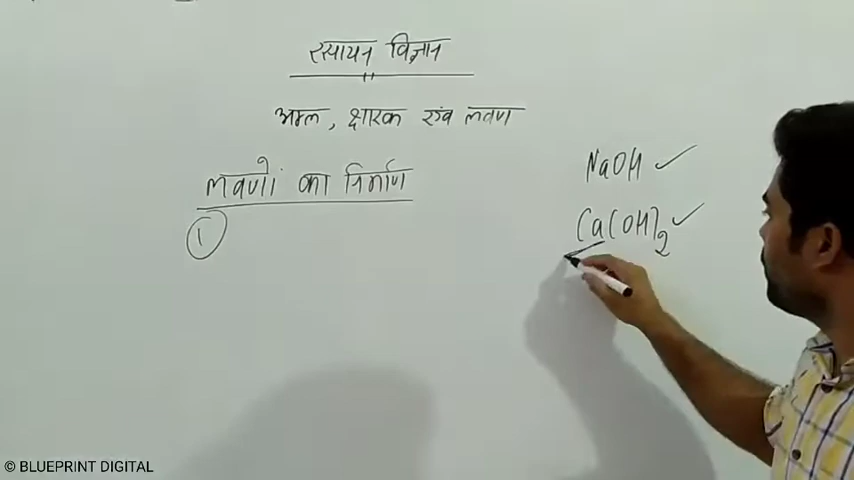 रसायन विज्ञान
अम्ल, क्षारक एवं लवण
लवणों का निर्माण
1
NaOH ✓
Ca(OH)2 ✓
© BLUEPRINT DIGITAL